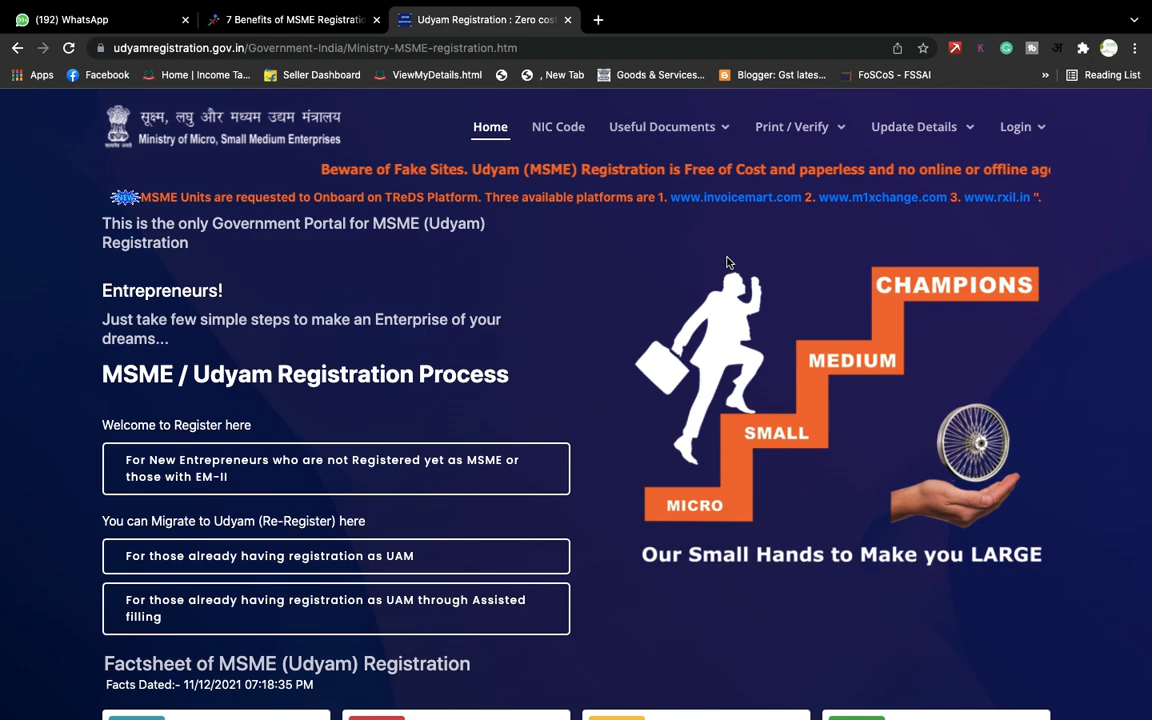 (192) WhatsApp
7 Benefits of MSME Registratio
Udyam Registration : Zero cos
udyamregistration.gov.in/Government-India/Ministry-MSME-registration.htm
Apps
Facebook
Home | Income Ta...
Seller Dashboard
ViewMyDetails.html
, New Tab
Goods & Services...
Blogger: Gst lates...
FoSCoS - FSSAI
»
Reading List
सूक्ष्म, लघु और मध्यम उद्यम मंत्रालय
Ministry of Micro, Small Medium Enterprises
Home
NIC Code
Useful Documents
Print / Verify
Update Details
Login
Beware of Fake Sites. Udyam (MSME) Registration is Free of Cost and paperless and no online or offline age
NEW MSME Units are requested to Onboard on TReDS Platform. Three available platforms are 1. www.invoicemart.com 2. www.m1xchange.com 3. www.rxil.in ".
This is the only Government Portal for MSME (Udyam)
Registration
Entrepreneurs!
Just take few simple steps to make an Enterprise of your
dreams...
MSME / Udyam Registration Process
Welcome to Register here
For New Entrepreneurs who are not Registered yet as MSME or
those with EM-II
You can Migrate to Udyam (Re-Register) here
For those already having registration as UAM
For those already having registration as UAM through Assisted
filling
CHAMPIONS
MEDIUM
SMALL
MICRO
Our Small Hands to Make you LARGE
Factsheet of MSME (Udyam) Registration
Facts Dated:- 11/12/2021 07:18:35 PM